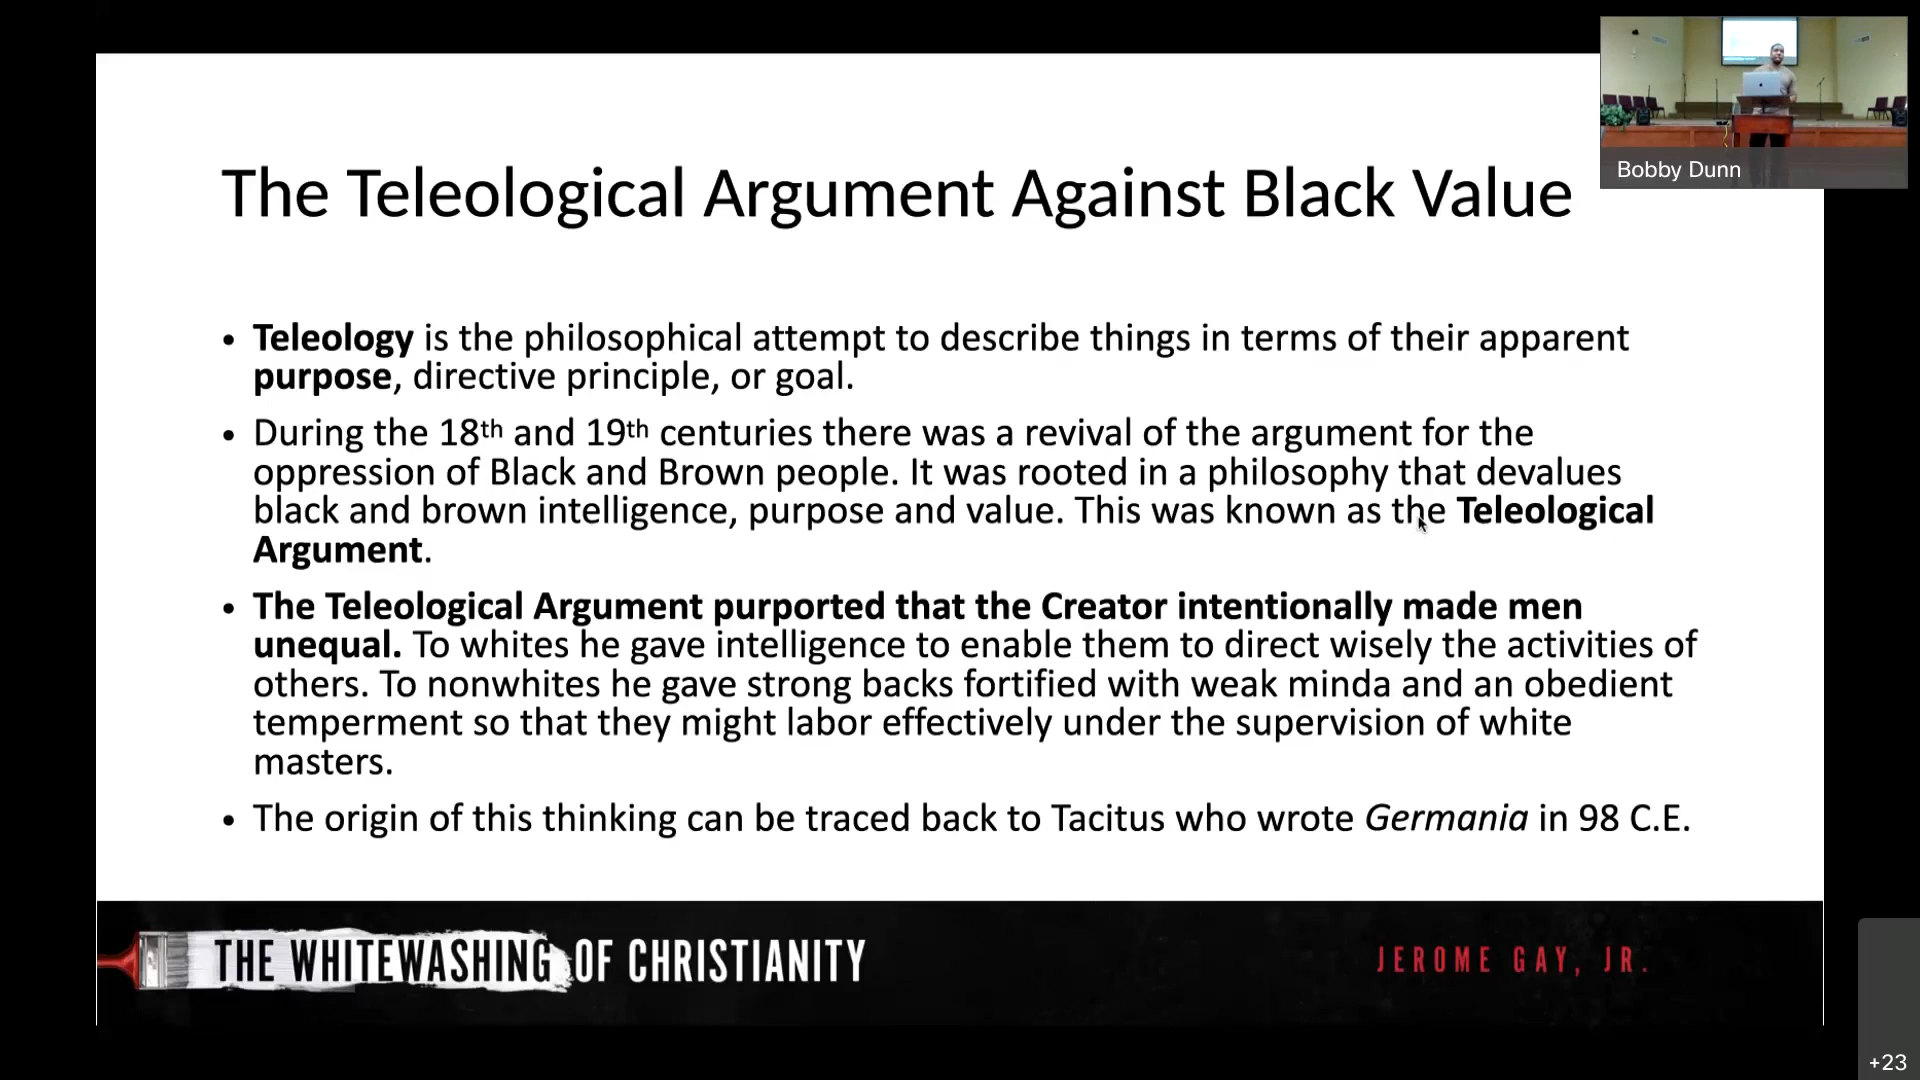 The Teleological Argument Against Black Value
Bobby Dunn
• Teleology is the philosophical attempt to describe things in terms of their apparent
purpose, directive principle, or goal.
• During the 18th and 19th centuries there was a revival of the argument for the
oppression of Black and Brown people. It was rooted in a philosophy that devalues
black and brown intelligence, purpose and value. This was known as the Teleological
Argument.
• The Teleological Argument purported that the Creator intentionally made men
unequal. To whites he gave intelligence to enable them to direct wisely the activities of
others. To nonwhites he gave strong backs fortified with weak minda and an obedient
temperment so that they might labor effectively under the supervision of white
masters.
• The origin of this thinking can be traced back to Tacitus who wrote Germania in 98 C.E.
THE WHITEWASHING OF CHRISTIANITY
JEROME GAY, JR.
+23